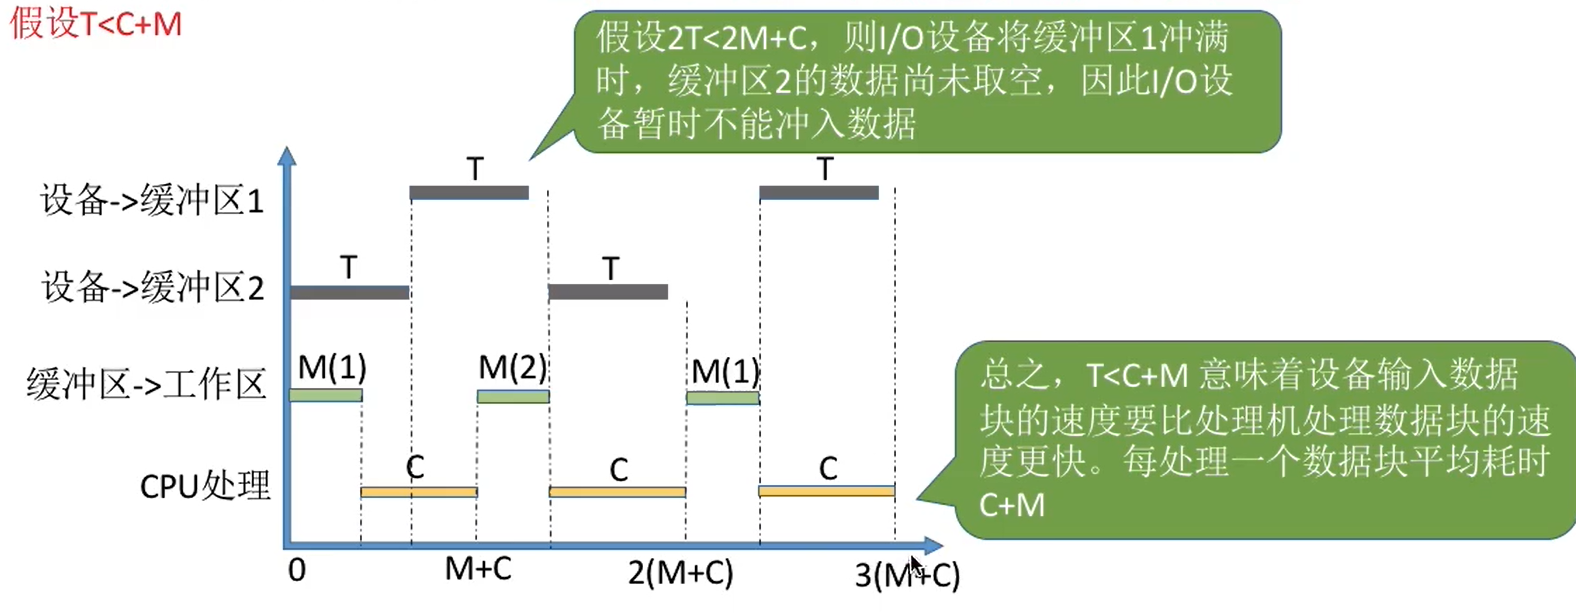 假设T<C+M
假设2T<2M+C，则I/O设备将缓冲区1冲满
时，缓冲区2的数据尚未取空，因此I/O设
备暂时不能冲入数据
T
T
设备->缓冲区1
T
T
设备->缓冲区2
M(1)
M(2)
M(1)
缓冲区->工作区
总之，T<C+M 意味着设备输入数据
块的速度要比处理机处理数据块的速
度更快。每处理一个数据块平均耗时
C+M
C
C
C
CPU处理
0
M+C
2(M+C)
3(M+C)